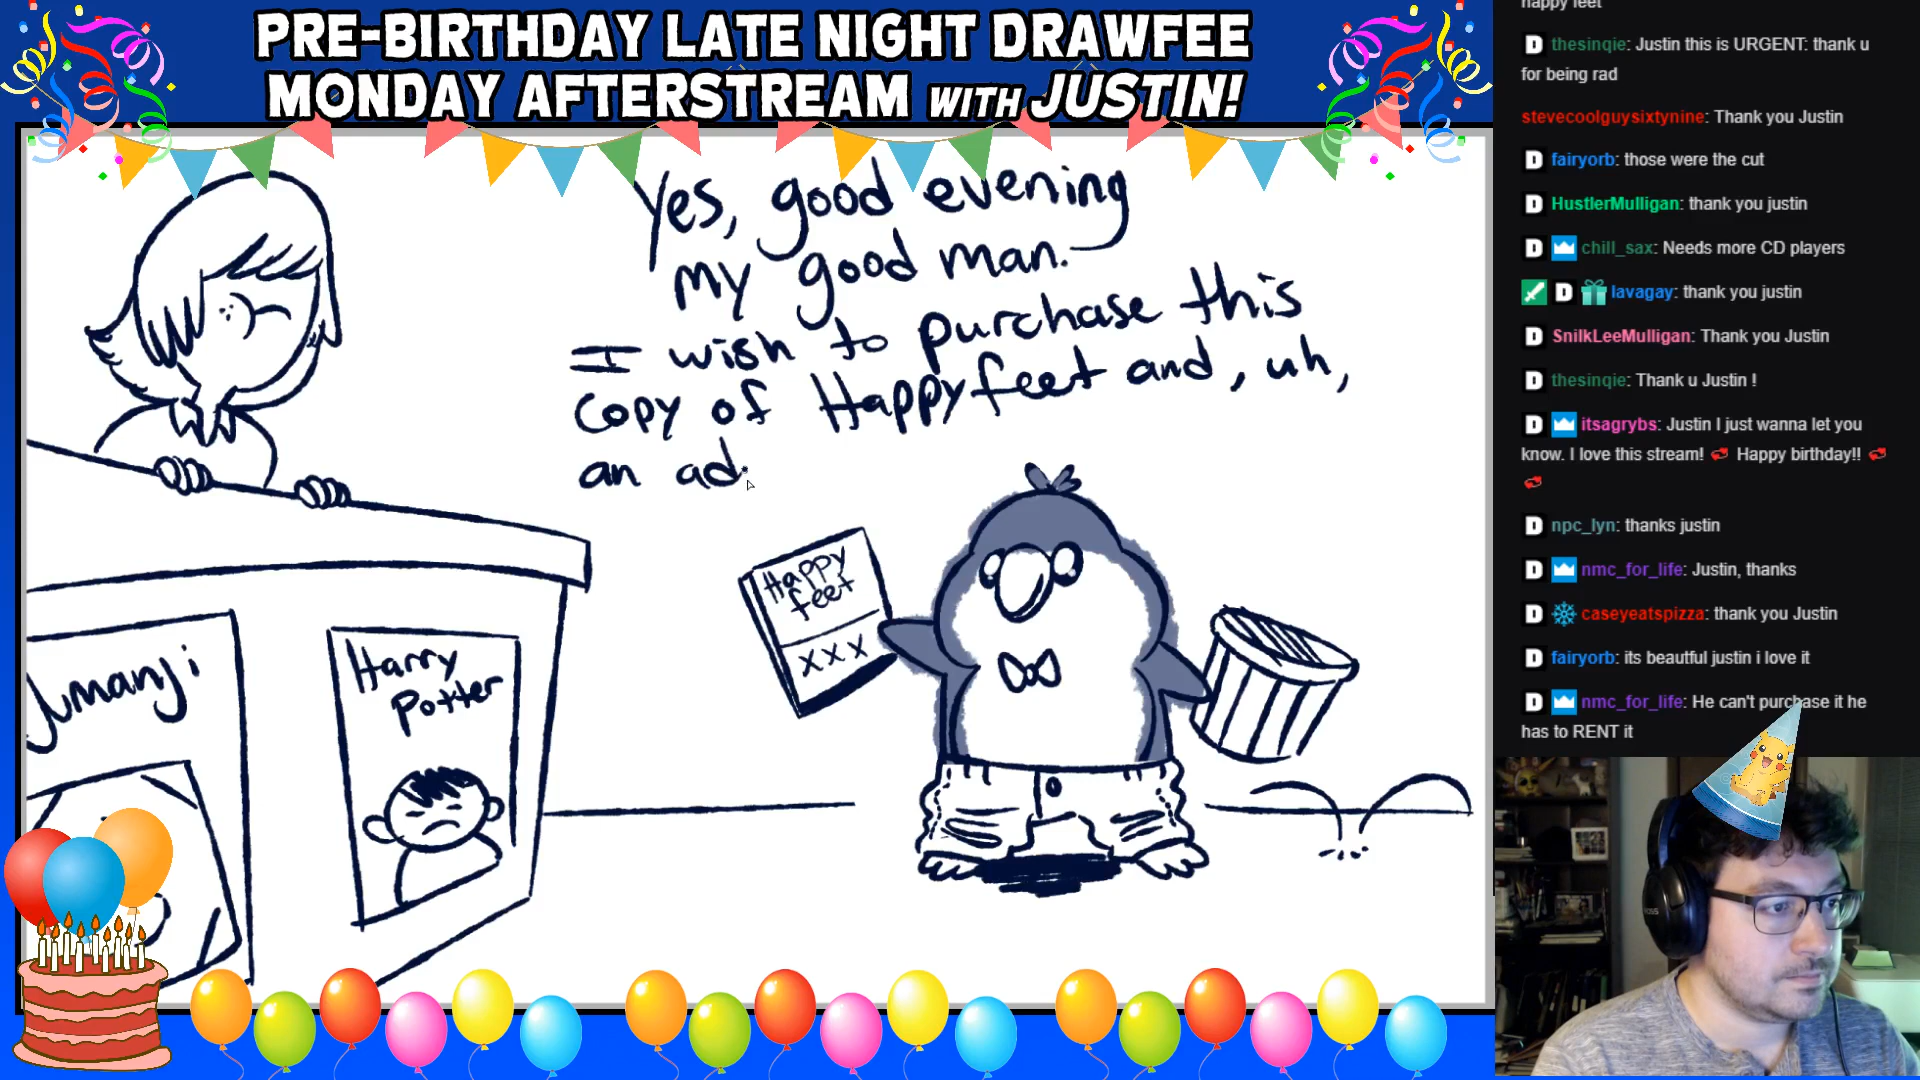 PRE-BIRTHDAY LATE NIGHT DRAWFEE
MONDAY AFTERSTREAM WITH JUSTIN!
Yes, good evening
my good man.
I wish to purchase this
copy of Happy feet and, uh,
an ad
Happy
feet
XXX
Jumanji
Harry
Potter
happy feet
thesinqie: Justin this is URGENT: thank u
for being rad
stevecoolguysixtynine: Thank you Justin
fairyorb: those were the cut
HustlerMulligan: thank you justin
chill_sax: Needs more CD players
lavagay: thank you justin
SnilkLeeMulligan: Thank you Justin
thesinqie: Thank u Justin !
itsagrybs: Justin I just wanna let you
know. I love this stream! Happy birthday!!
npc_lyn: thanks justin
nmc_for_life: Justin, thanks
caseyeatspizza: thank you Justin
fairyorb: its beautful justin i love it
nmc_for_life: He can't purchase it he
has to RENT it